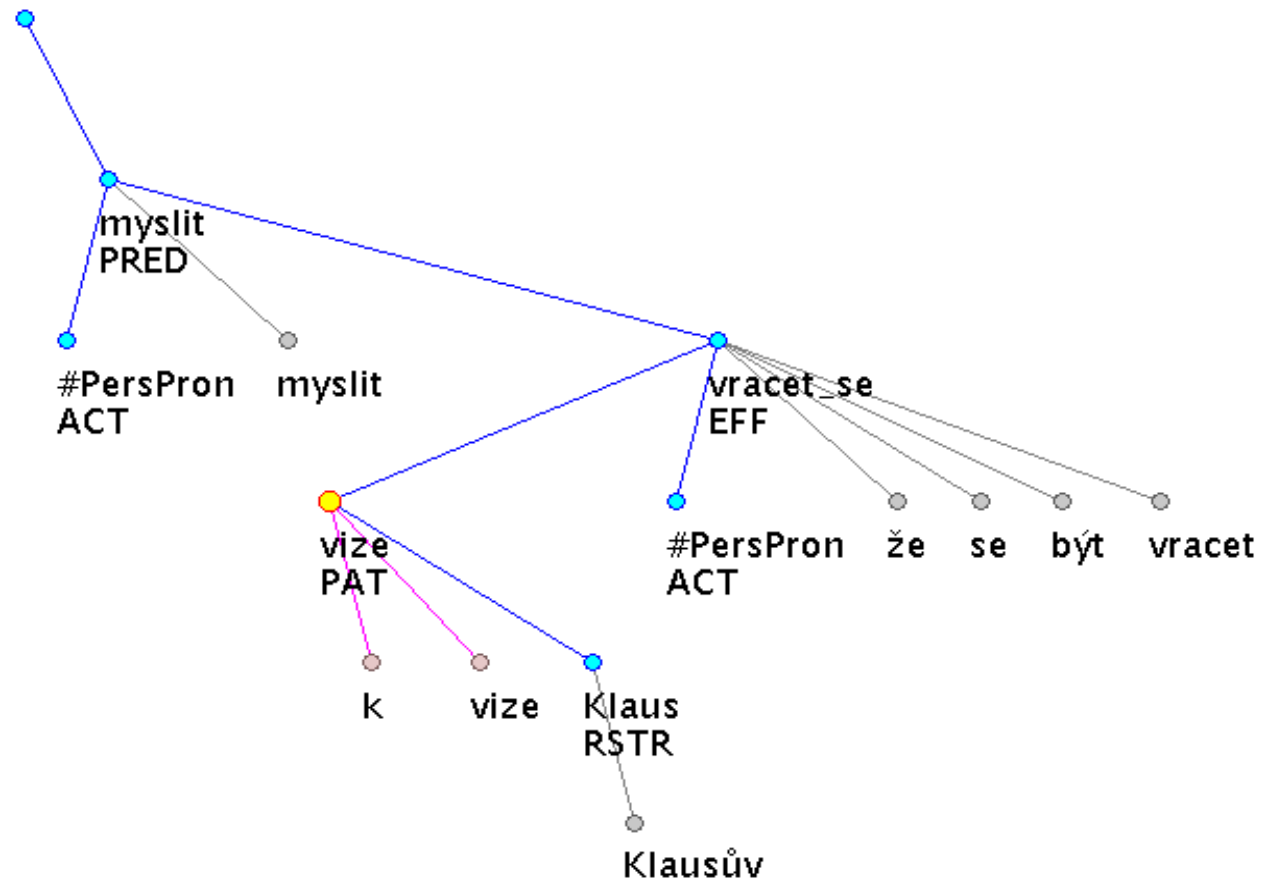 myslit
PRED
#PersPron
ACT
myslit
vracet_se
EFF
vize
PAT
#PersPron
ACT
že
se
být
vracet
k
vize
Klaus
RSTR
Klausův